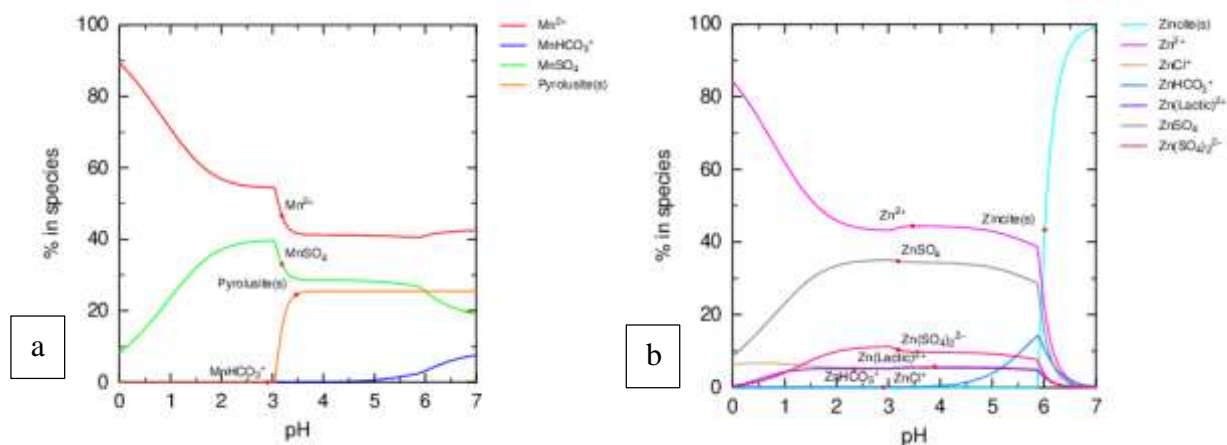 Mn²⁺
MnHCO₃⁺
MnSO₄
Pyrolusite(s)
100
80
60
40
20
0
% in species
Mn²⁺
MnSO₄
Pyrolusite(s)
MnHCO₃⁺
0 1 2 3 4 5 6 7
pH
a
Zincite(s)
Zn²⁺
ZnCl⁺
ZnHCO₃⁺
Zn(Lactic)²⁺
ZnSO₄
Zn(SO₄)₂²⁻
100
80
60
40
20
0
% in species
Zn²⁺
Zincite(s)
ZnSO₄
Zn(SO₄)₂²⁻
Zn(Lactic)²⁺
ZnHCO₃⁺ ZnCl⁺
0 1 2 3 4 5 6 7
pH
b